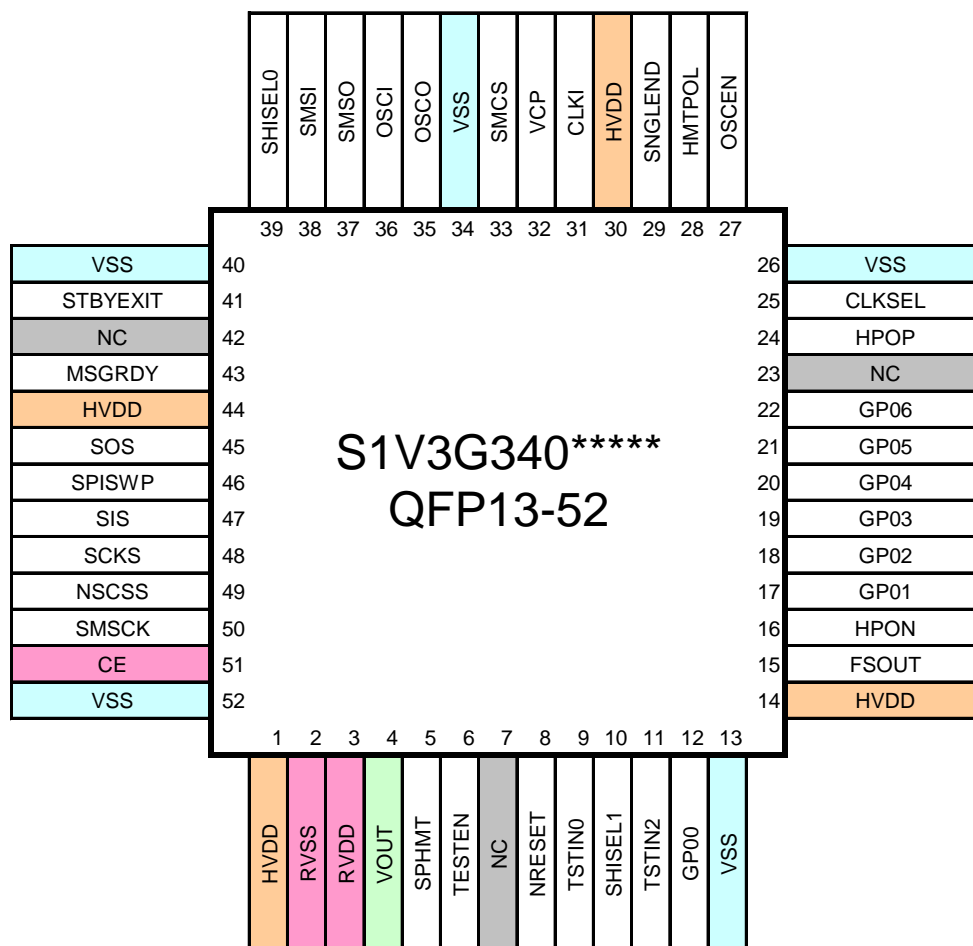 SHISEL0 SMSI SMSO OSCI OSCO VSS SMCS VCP CLKI HVDD SNGLEND HMTPOL OSCEN
39 38 37 36 35 34 33 32 31 30 29 28 27
VSS 40 26 VSS
STBYEXIT 41 25 CLKSEL
NC 42 24 HPOP
MSGRDY 43 23 NC
HVDD 44 22 GP06
SOS 45 21 GP05
SPISWP 46 20 GP04
SIS 47 19 GP03
SCKS 48 18 GP02
NSCSS 49 17 GP01
SMSCK 50 16 HPON
CE 51 15 FSOUT
VSS 52 14 HVDD
S1V3G340*****
QFP13-52
1 2 3 4 5 6 7 8 9 10 11 12 13
HVDD RVSS RVDD VOUT SPHMT TESTEN NC NRESET TSTIN0 SHISEL1 TSTIN2 GP00 VSS